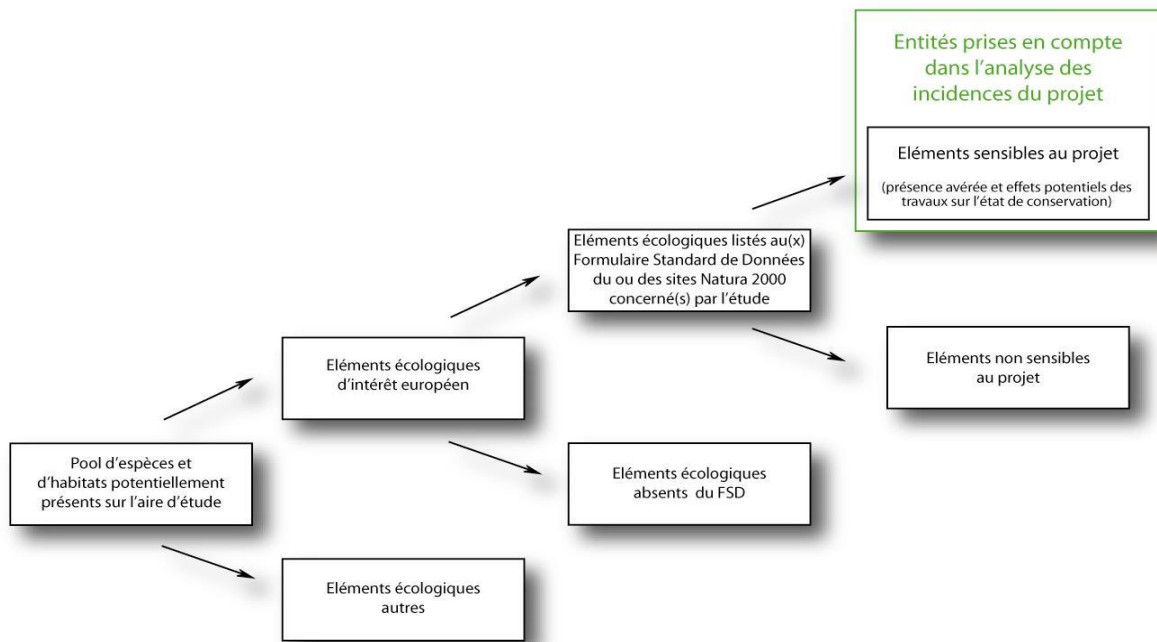 Entités prises en compte
dans l'analyse des
incidences du projet
Eléments sensibles au projet
(présence avérée et effets potentiels des
travaux sur l'état de conservation)
Eléments écologiques listés au(x)
Formulaire Standard de Données
du ou des sites Natura 2000
concerné(s) par l'étude
Eléments non sensibles
au projet
Eléments écologiques
d'intérêt européen
Eléments écologiques
absents du FSD
Pool d'espèces et
d'habitats potentiellement
présents sur l'aire d'étude
Eléments écologiques
autres